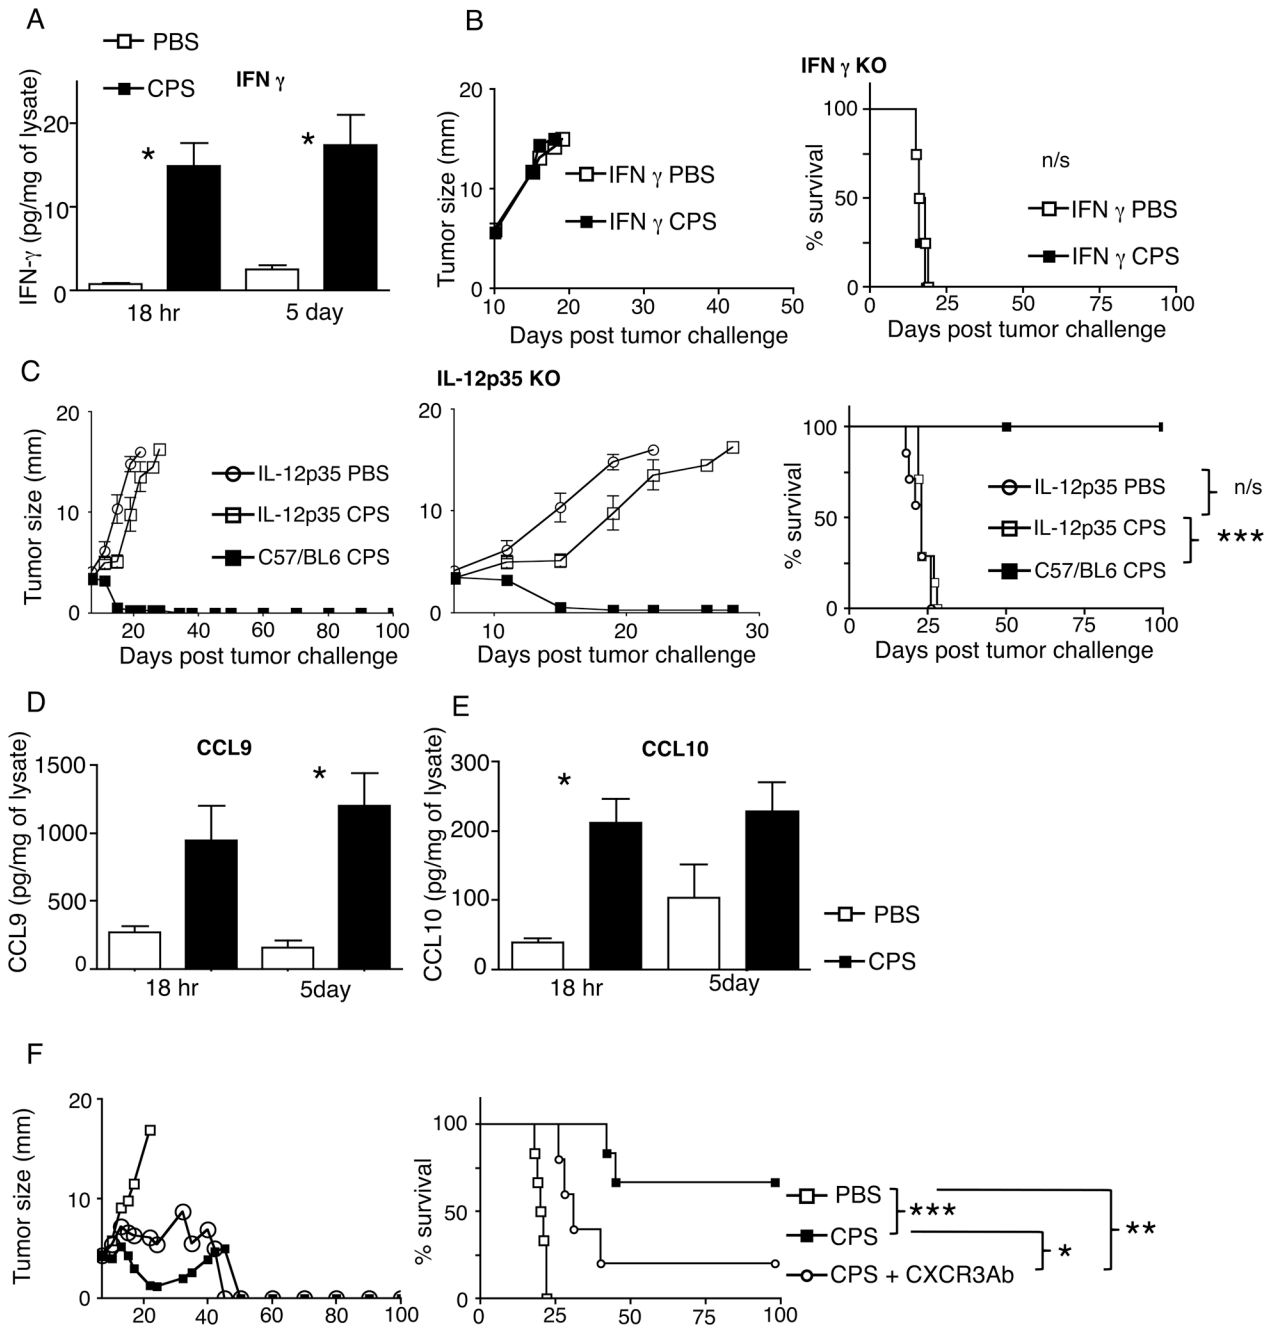 A
PBS
CPS
IFN γ
IFN-γ (pg/mg of lysate)
20
10
0
*
*
18 hr
5 day
B
IFN γ KO
Tumor size (mm)
20
10
0
IFN γ PBS
IFN γ CPS
10
20
30
40
50
Days post tumor challenge
% survival
100
50
0
n/s
IFN γ PBS
IFN γ CPS
0
25
50
75
100
Days post tumor challenge
C
IL-12p35 KO
Tumor size (mm)
20
10
0
IL-12p35 PBS
IL-12p35 CPS
C57/BL6 CPS
20
40
60
80
100
Days post tumor challenge
20
10
0
10
20
30
Days post tumor challenge
% survival
100
50
0
IL-12p35 PBS
IL-12p35 CPS
C57/BL6 CPS
n/s
***
0
25
50
75
100
Days post tumor challenge
D
CCL9
CCL9 (pg/mg of lysate)
1500
1000
500
0
*
18 hr
5day
E
CCL10
CCL10 (pg/mg of lysate)
300
200
100
0
*
18 hr
5day
PBS
CPS
F
Tumor size (mm)
20
10
0
20
40
60
80
100
% survival
100
50
0
0
25
50
75
100
PBS
CPS
CPS + CXCR3Ab
***
*
**